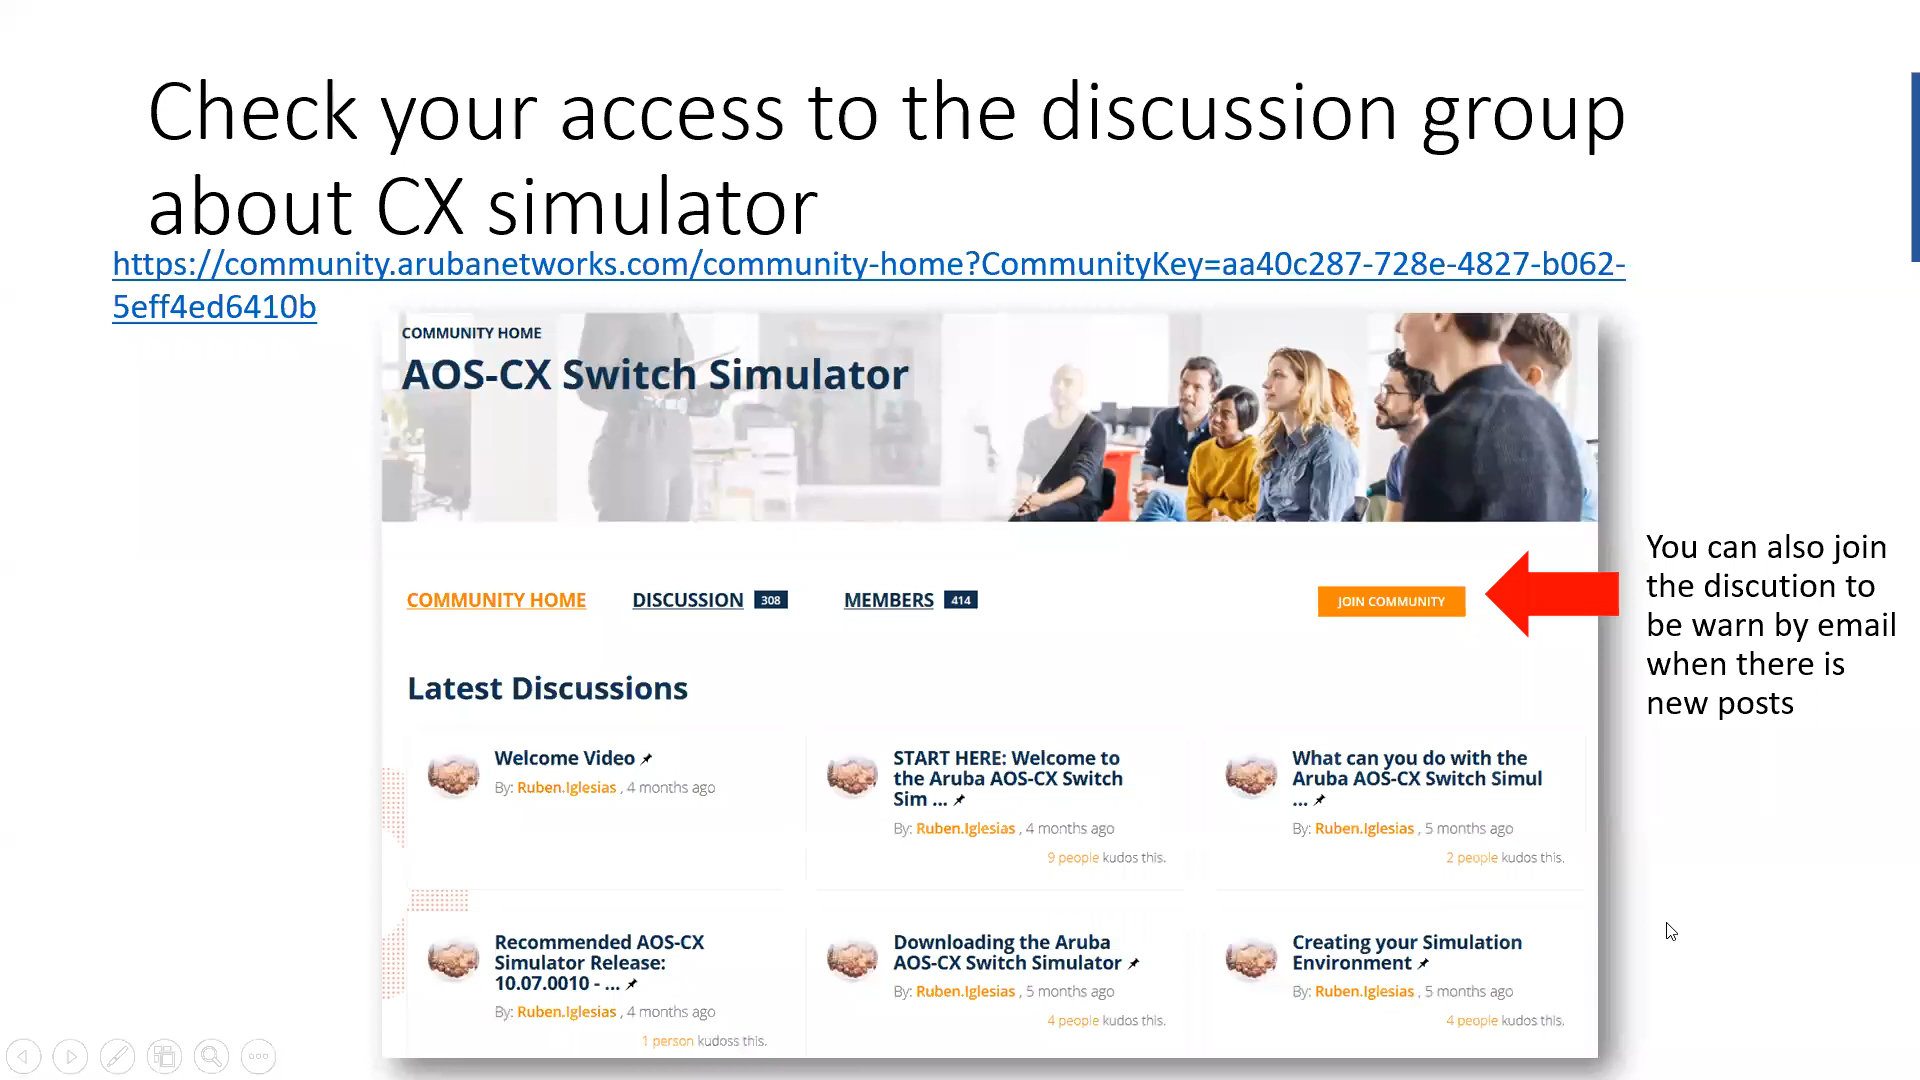 Check your access to the discussion group
about CX simulator
https://community.arubanetworks.com/community-home?CommunityKey=aa40c287-728e-4827-b062-
5eff4ed6410b
COMMUNITY HOME
AOS-CX Switch Simulator
COMMUNITY HOME DISCUSSION 308 MEMBERS 414 JOIN COMMUNITY
You can also join
the discution to
be warn by email
when there is
new posts
Latest Discussions
Welcome Video
By: Ruben.Iglesias , 4 months ago
START HERE: Welcome to
the Aruba AOS-CX Switch
Sim ...
By: Ruben.Iglesias , 4 months ago
9 people kudos this.
What can you do with the
Aruba AOS-CX Switch Simul
...
By: Ruben.Iglesias , 5 months ago
2 people kudos this.
Recommended AOS-CX
Simulator Release:
10.07.0010 - ...
By: Ruben.Iglesias , 4 months ago
1 person kudoss this.
Downloading the Aruba
AOS-CX Switch Simulator
By: Ruben.Iglesias , 5 months ago
4 people kudos this.
Creating your Simulation
Environment
By: Ruben.Iglesias , 5 months ago
4 people kudos this.